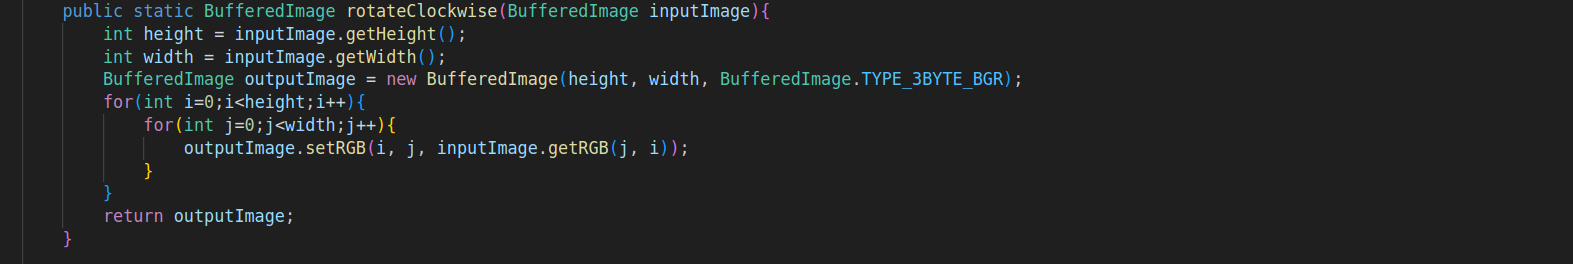 public static BufferedImage rotateClockwise(BufferedImage inputImage){
    int height = inputImage.getHeight();
    int width = inputImage.getWidth();
    BufferedImage outputImage = new BufferedImage(height, width, BufferedImage.TYPE_3BYTE_BGR);
    for(int i=0;i<height;i++){
        for(int j=0;j<width;j++){
            outputImage.setRGB(i, j, inputImage.getRGB(j, i));
        }
    }
    return outputImage;
}